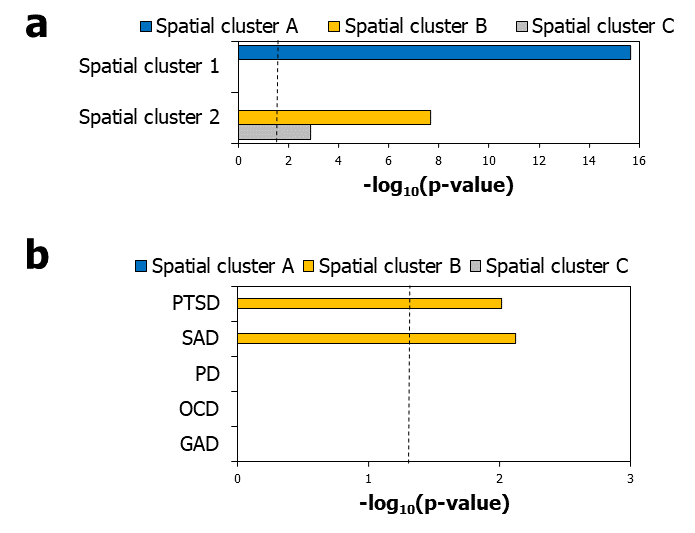 a
Spatial cluster A Spatial cluster B Spatial cluster C
Spatial cluster 1
Spatial cluster 2
0 2 4 6 8 10 12 14 16
-log10(p-value)
b
Spatial cluster A Spatial cluster B Spatial cluster C
PTSD
SAD
PD
OCD
GAD
0 1 2 3
-log10(p-value)